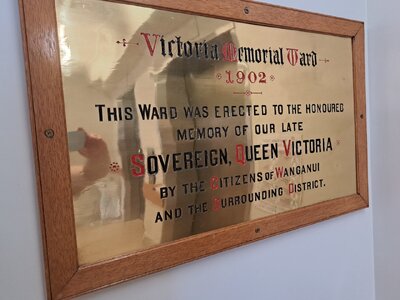 Victoria Memorial Ward
1902
THIS WARD WAS ERECTED TO THE HONOURED
MEMORY OF OUR LATE
SOVEREIGN, QUEEN VICTORIA
BY THE CITIZENS OF WANGANUI
AND THE SURROUNDING DISTRICT.